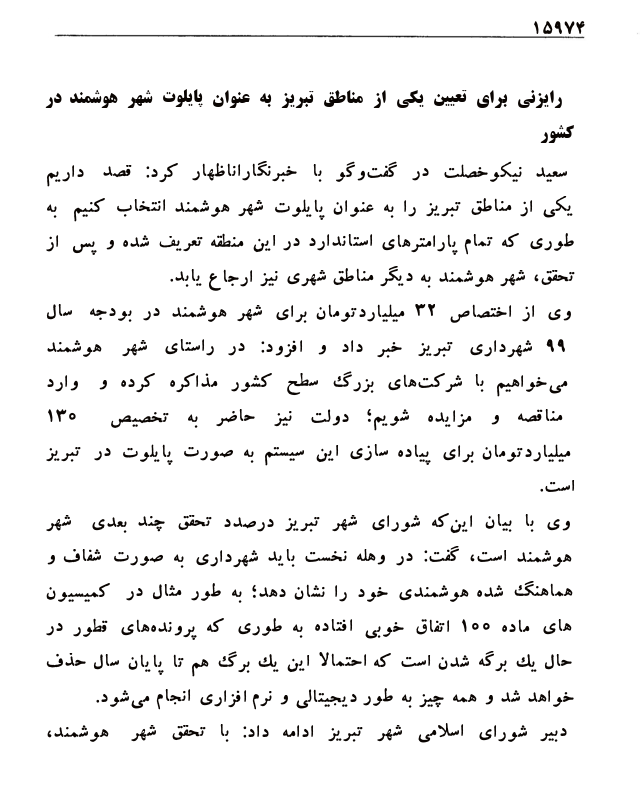 ۱۵۹۷۴
رایزنی برای تعیین یکی از مناطق تبریز به عنوان پایلوت شهر هوشمند در
کشور
سعید نیکوخصلت در گفت‌وگو با خبرنگاراناظهار کرد: قصد داریم
یکی از مناطق تبریز را به عنوان پایلوت شهر هوشمند انتخاب کنیم به
طوری که تمام پارامترهای استاندارد در این منطقه تعریف شده و پس از
تحقق، شهر هوشمند به دیگر مناطق شهری نیز ارجاع یابد.
وی از اختصاص ۳۲ میلیاردتومان برای شهر هوشمند در بودجه سال
۹۹ شهرداری تبریز خبر داد و افزود: در راستای شهر هوشمند
می‌خواهیم با شرکت‌های بزرگ سطح کشور مذاکره کرده و وارد
مناقصه و مزایده شویم؛ دولت نیز حاضر به تخصیص ۱۳۰
میلیاردتومان برای پیاده سازی این سیستم به صورت پایلوت در تبریز
است.
وی با بیان این‌که شورای شهر تبریز درصدد تحقق چند بعدی شهر
هوشمند است، گفت: در وهله نخست باید شهرداری به صورت شفاف و
هماهنگ شده هوشمندی خود را نشان دهد؛ به طور مثال در کمیسیون
های ماده ۱۰۰ اتفاق خوبی افتاده به طوری که پرونده‌های قطور در
حال یك برگه شدن است که احتمالا این یك برگ هم تا پایان سال حذف
خواهد شد و همه چیز به طور دیجیتالی و نرم‌افزاری انجام می‌شود.
دبیر شورای اسلامی شهر تبریز ادامه داد: با تحقق شهر هوشمند،